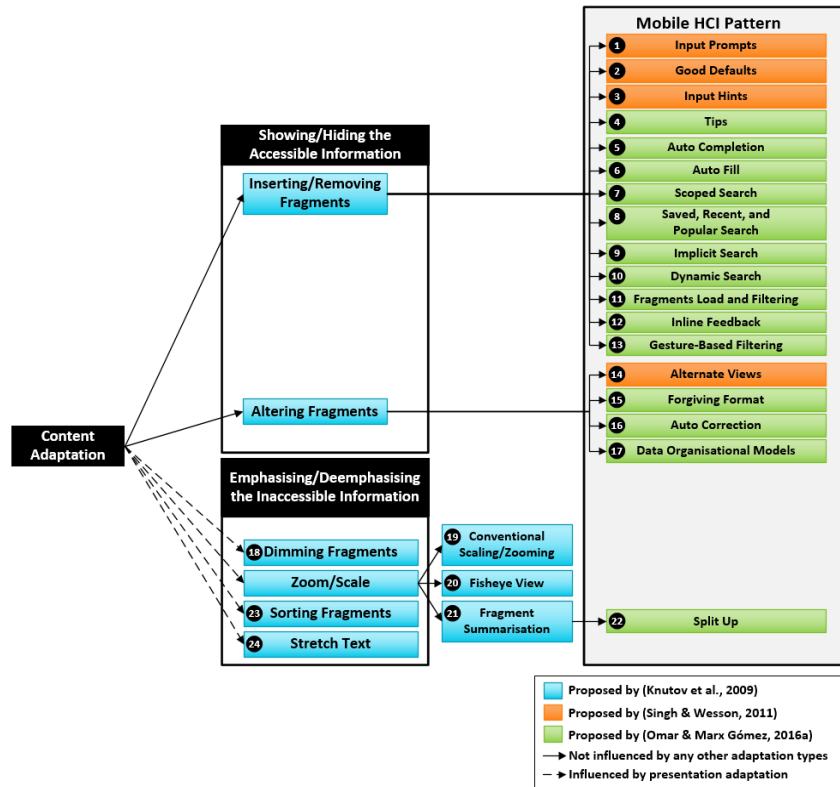 Mobile HCI Pattern
1 Input Prompts
2 Good Defaults
3 Input Hints
4 Tips
5 Auto Completion
6 Auto Fill
7 Scoped Search
8 Saved, Recent, and
Popular Search
9 Implicit Search
10 Dynamic Search
11 Fragments Load and Filtering
12 Inline Feedback
13 Gesture-Based Filtering
14 Alternate Views
15 Forgiving Format
16 Auto Correction
17 Data Organisational Models
Showing/Hiding the
Accessible Information
Inserting/Removing
Fragments
Altering Fragments
Content
Adaptation
Emphasising/Deemphasising
the Inaccessible Information
18 Dimming Fragments
Zoom/Scale
23 Sorting Fragments
24 Stretch Text
19 Conventional
Scaling/Zooming
20 Fisheye View
21 Fragment
Summarisation
22 Split Up
Proposed by (Knutov et al., 2009)
Proposed by (Singh & Wesson, 2011)
Proposed by (Omar & Marx Gómez, 2016a)
Not influenced by any other adaptation types
Influenced by presentation adaptation